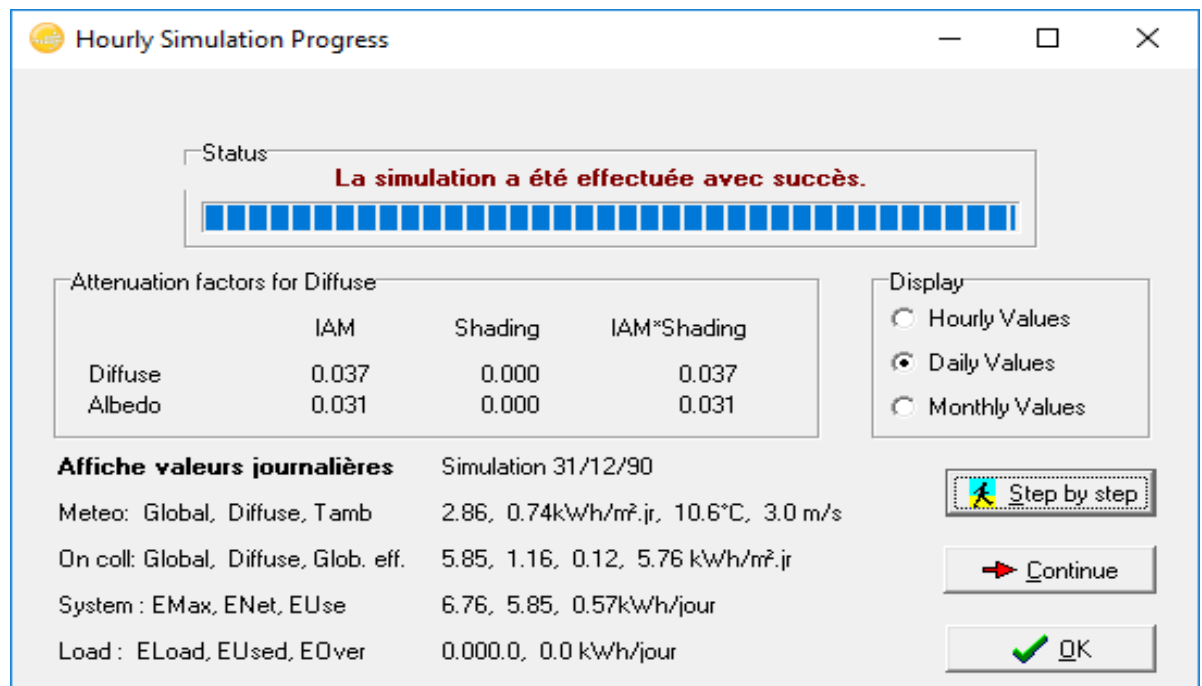 Hourly Simulation Progress
Status
La simulation a été effectuée avec succès.
Attenuation factors for Diffuse
IAM Shading IAM*Shading
Diffuse 0.037 0.000 0.037
Albedo 0.031 0.000 0.031
Display
Hourly Values
Daily Values
Monthly Values
Affiche valeurs journalières Simulation 31/12/90
Meteo: Global, Diffuse, Tamb 2.86, 0.74kWh/m².jr, 10.6°C, 3.0 m/s
On coll: Global, Diffuse, Glob. eff. 5.85, 1.16, 0.12, 5.76 kWh/m².jr
System : EMax, ENet, EUse 6.76, 5.85, 0.57kWh/jour
Load : ELoad, EUsed, EOver 0.000.0, 0.0 kWh/jour
Step by step
Continue
OK